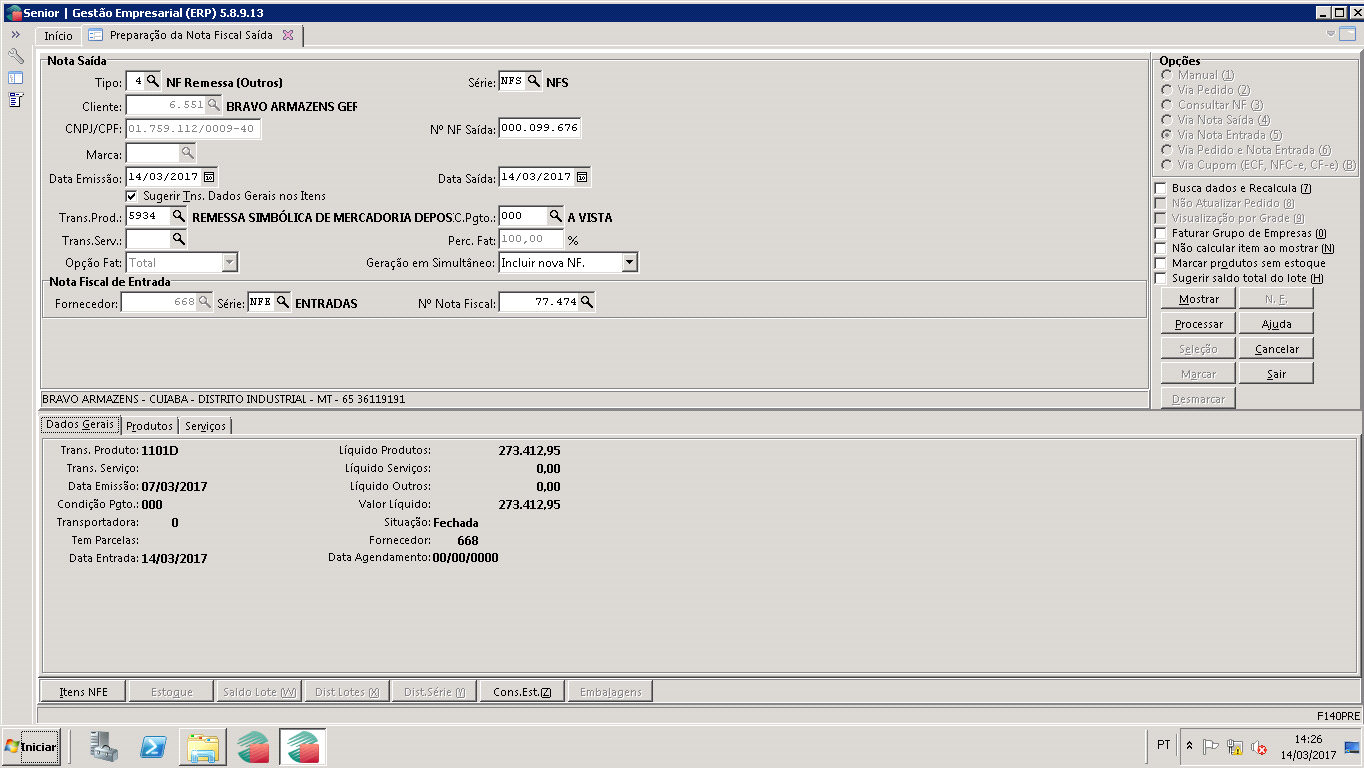 Senior | Gestão Empresarial (ERP) 5.8.9.13
Início Preparação da Nota Fiscal Saída
Nota Saída
Tipo: 4 NF Remessa (Outros) Série: NFS NFS
Cliente: 6.551 BRAVO ARMAZENS GEF
CNPJ/CPF: 01.759.112/0009-40 Nº NF Saída: 000.099.676
Marca:
Data Emissão: 14/03/2017 Data Saída: 14/03/2017
Sugerir Tns. Dados Gerais nos Itens
Trans.Prod.: 5934 REMESSA SIMBÓLICA DE MERCADORIA DEPOS C.Pgto.: 000 A VISTA
Trans.Serv.: Perc. Fat: 100,00 %
Opção Fat: Total Geração em Simultâneo: Incluir nova NF.
Nota Fiscal de Entrada
Fornecedor: 668 Série: NFE ENTRADAS Nº Nota Fiscal: 77.474
BRAVO ARMAZENS - CUIABA - DISTRITO INDUSTRIAL - MT - 65 36119191
Opções
Manual (1)
Via Pedido (2)
Consultar NF (3)
Via Nota Saída (4)
Via Nota Entrada (5)
Via Pedido e Nota Entrada (6)
Via Cupom (ECF, NFC-e, CF-e) (B)
Busca dados e Recalcula (7)
Não Atualizar Pedido (8)
Visualização por Grade (9)
Faturar Grupo de Empresas (0)
Não calcular item ao mostrar (N)
Marcar produtos sem estoque
Sugerir saldo total do lote (H)
Mostrar N. F.
Processar Ajuda
Seleção Cancelar
Marcar Sair
Desmarcar
Dados Gerais Produtos Serviços
Trans. Produto: 1101D Líquido Produtos: 273.412,95
Trans. Serviço: Líquido Serviços: 0,00
Data Emissão: 07/03/2017 Líquido Outros: 0,00
Condição Pgto.: 000 Valor Líquido: 273.412,95
Transportadora: 0 Situação: Fechada
Tem Parcelas: Fornecedor: 668
Data Entrada: 14/03/2017 Data Agendamento: 00/00/0000
Itens NFE Estoque Saldo Lote (W) Dist Lotes (X) Dist.Série (Y) Cons.Est.(Z) Embalagens
F140PRE
Iniciar PT 14:26
14/03/2017